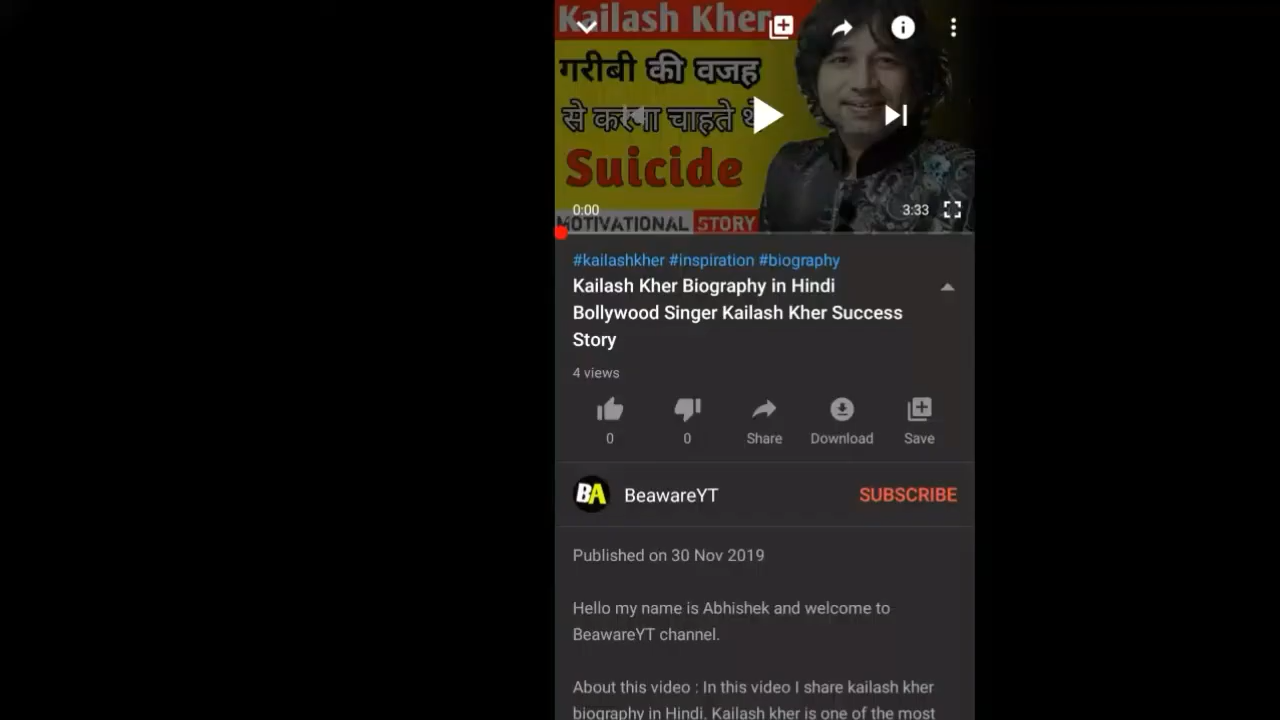 Kailash Kher
गरीबी की वजह
से करना चाहते थे
Suicide
0:00
3:33
MOTIVATIONAL STORY
#kailashkher #inspiration #biography
Kailash Kher Biography in Hindi
Bollywood Singer Kailash Kher Success
Story
4 views
0
0
Share
Download
Save
BA
BeawareYT
SUBSCRIBE
Published on 30 Nov 2019
Hello my name is Abhishek and welcome to
BeawareYT channel.
About this video : In this video I share kailash kher
biography in Hindi. Kailash kher is one of the most